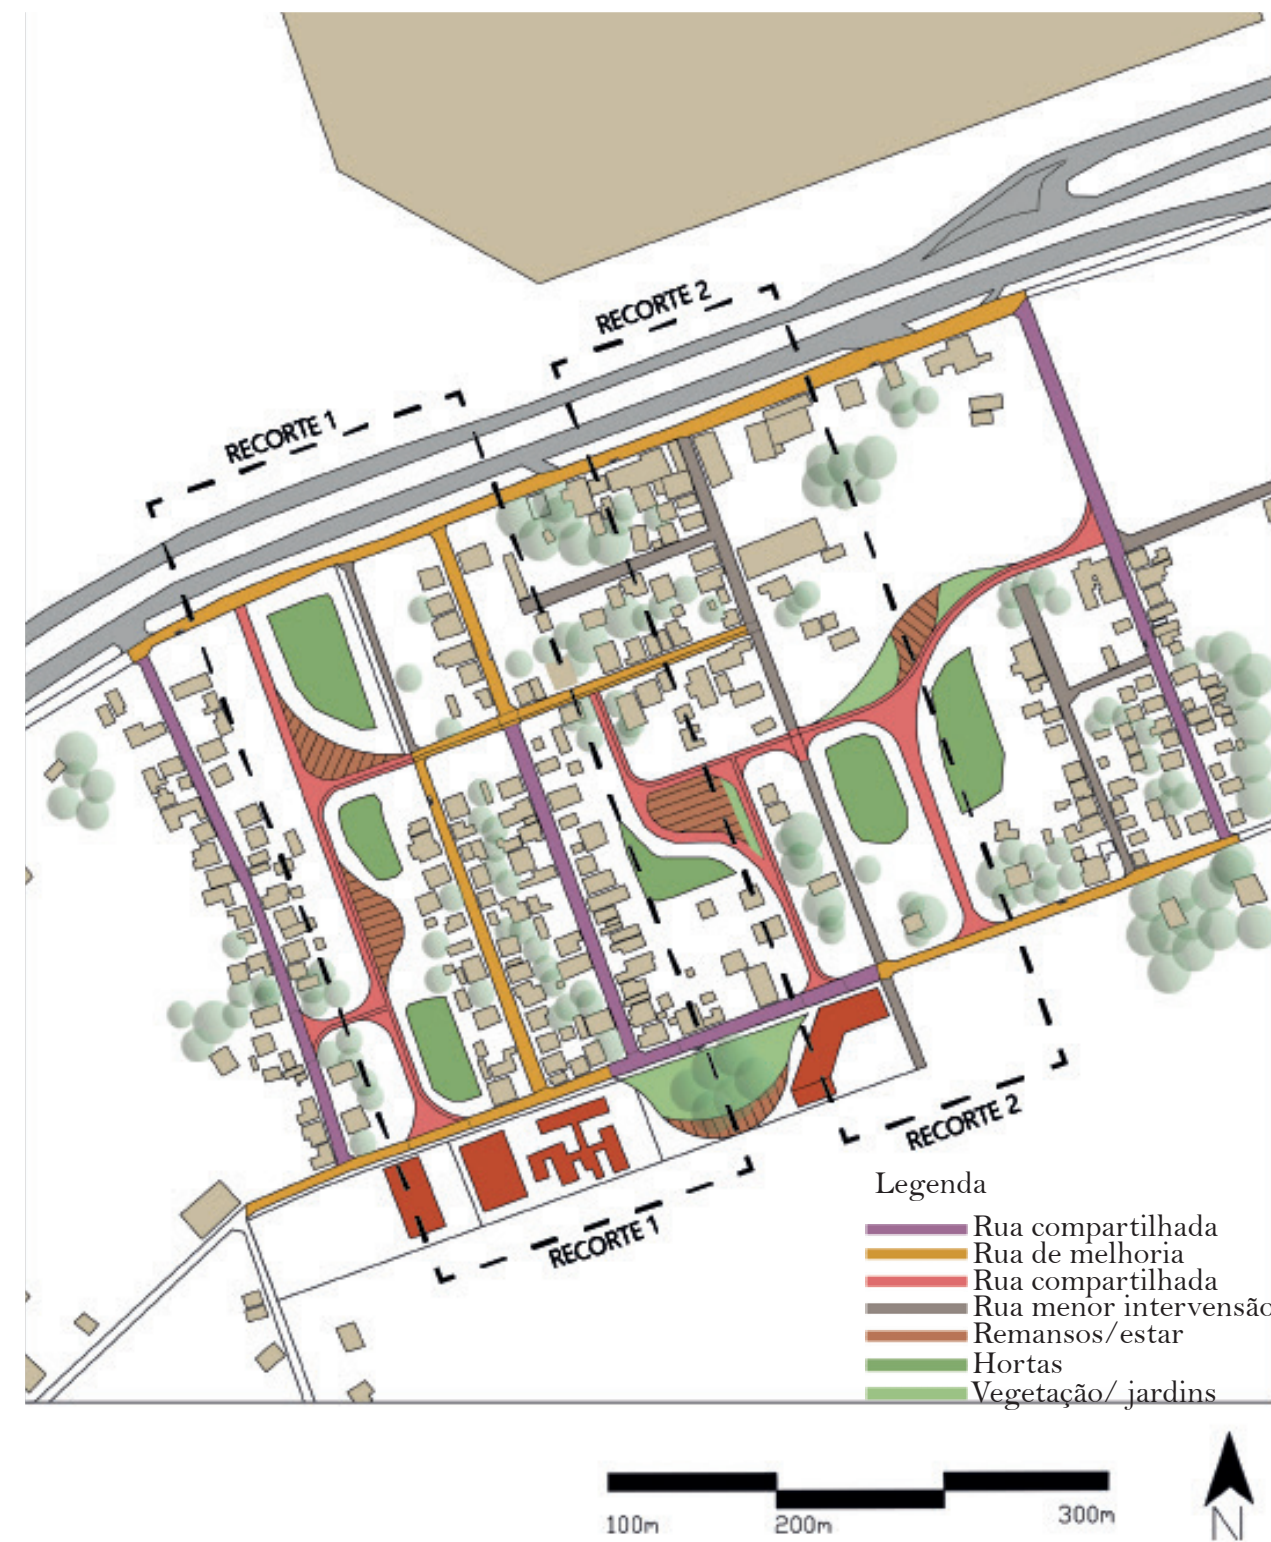 RECORTE 2
RECORTE 1
RECORTE 2
RECORTE 1
Legenda
Rua compartilhada
Rua de melhoria
Rua compartilhada
Rua menor intervensão
Remansos/estar
Hortas
Vegetação/ jardins
100m
200m
300m
N